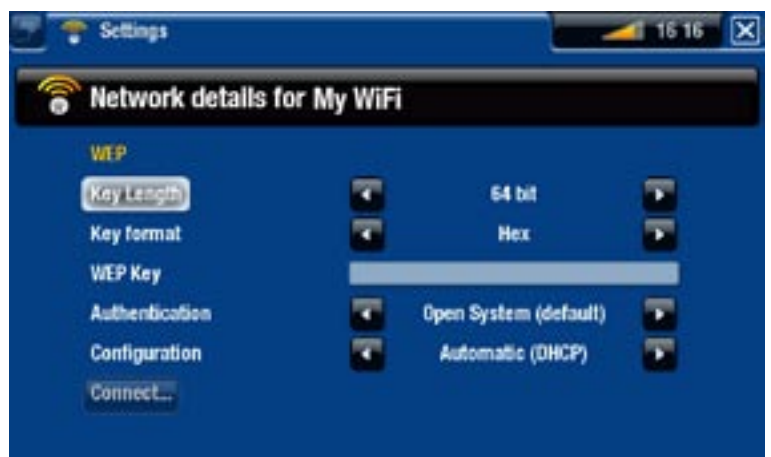 Settings
16 16
Network details for My WiFi
WEP
Key Length
64 bit
Key format
Hex
WEP Key
Authentication
Open System (default)
Configuration
Automatic (DHCP)
Connect...